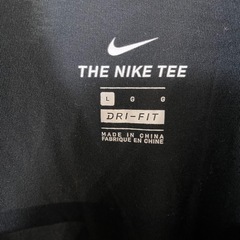 THE NIKE TEE
L G G
DRI-FIT
MADE IN CHINA
FABRIQUÉ EN CHINE